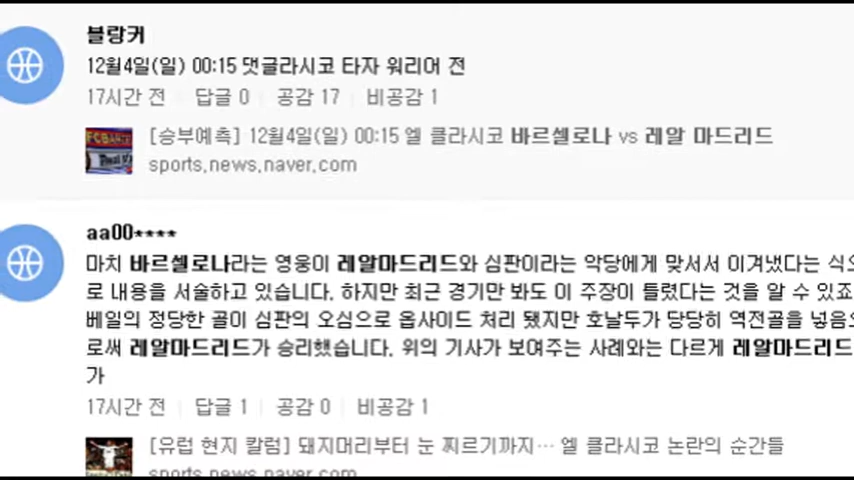 블랑커
12월4일(일) 00:15 댓글라시코 타자 워리어 전
17시간 전 답글 0 공감 17 비공감 1
[승부예측] 12월4일(일) 00:15 엘 클라시코 바르셀로나 vs 레알 마드리드
sports.news.naver.com
aa00****
마치 바르셀로나라는 영웅이 레알마드리드와 심판이라는 악당에게 맞서서 이겨냈다는 식으
로 내용을 서술하고 있습니다. 하지만 최근 경기만 봐도 이 주장이 틀렸다는 것을 알 수 있죠
베일의 정당한 골이 심판의 오심으로 옵사이드 처리 됐지만 호날두가 당당히 역전골을 넣음으
로써 레알마드리드가 승리했습니다. 위의 기사가 보여주는 사례와는 다르게 레알마드리드
가
17시간 전 답글 1 공감 0 비공감 1
[유럽 현지 칼럼] 돼지머리부터 눈 찌르기까지… 엘 클라시코 논란의 순간들
sports.news.naver.com